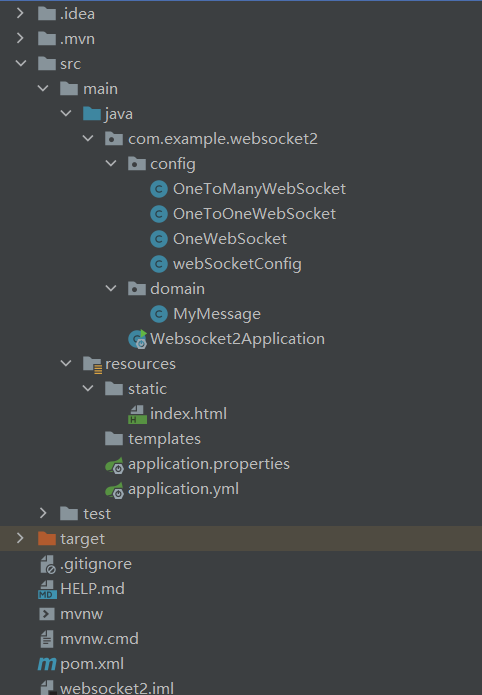 .idea
.mvn
src
main
java
com.example.websocket2
config
OneToManyWebSocket
OneToOneWebSocket
OneWebSocket
webSocketConfig
domain
MyMessage
Websocket2Application
resources
static
index.html
templates
application.properties
application.yml
test
target
.gitignore
HELP.md
mvnw
mvnw.cmd
pom.xml
websocket2.iml